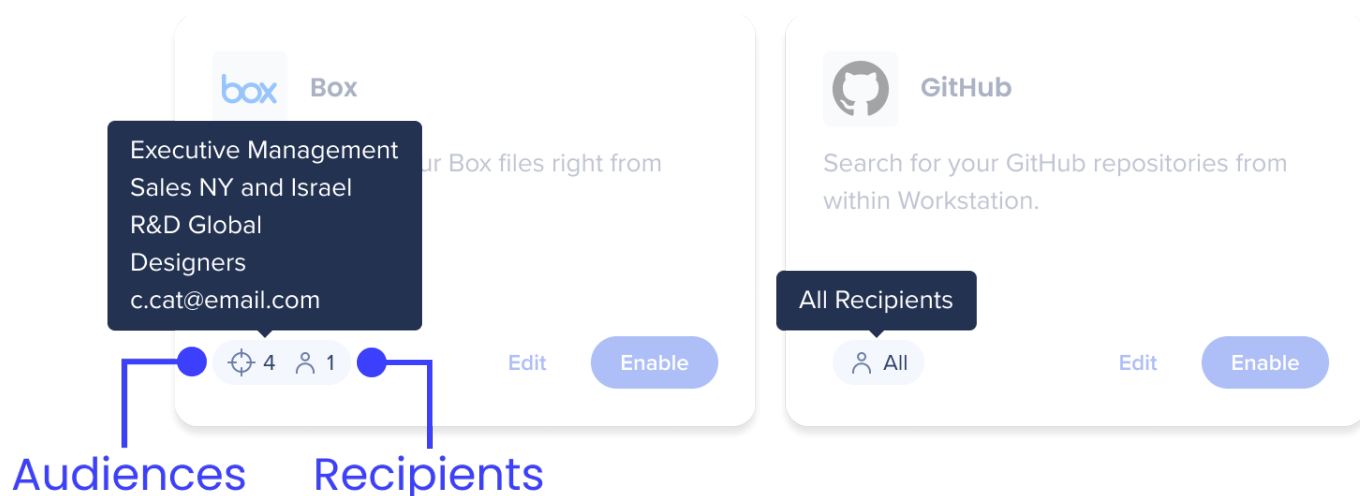 box
Box
Executive Management
Sales NY and Israel
R&D Global
Designers
c.cat@email.com
ur Box files right from
4
1
Edit
Enable
Audiences
Recipients
GitHub
Search for your GitHub repositories from
within Workstation.
All Recipients
All
Edit
Enable